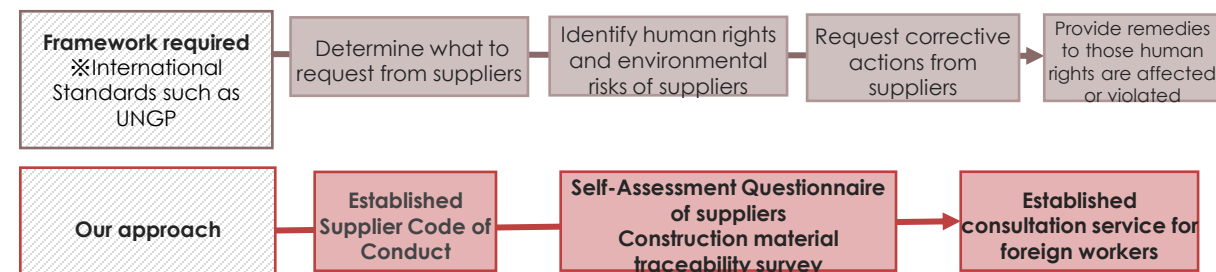 Framework required
※International
Standards such as
UNGP
Determine what to
request from suppliers
Identify human rights
and environmental
risks of suppliers
Request corrective
actions from
suppliers
Provide remedies
to those human
rights are affected
or violated
Our approach
Established
Supplier Code of
Conduct
Self-Assessment Questionnaire
of suppliers
Construction material
traceability survey
Established
consultation service for
foreign workers